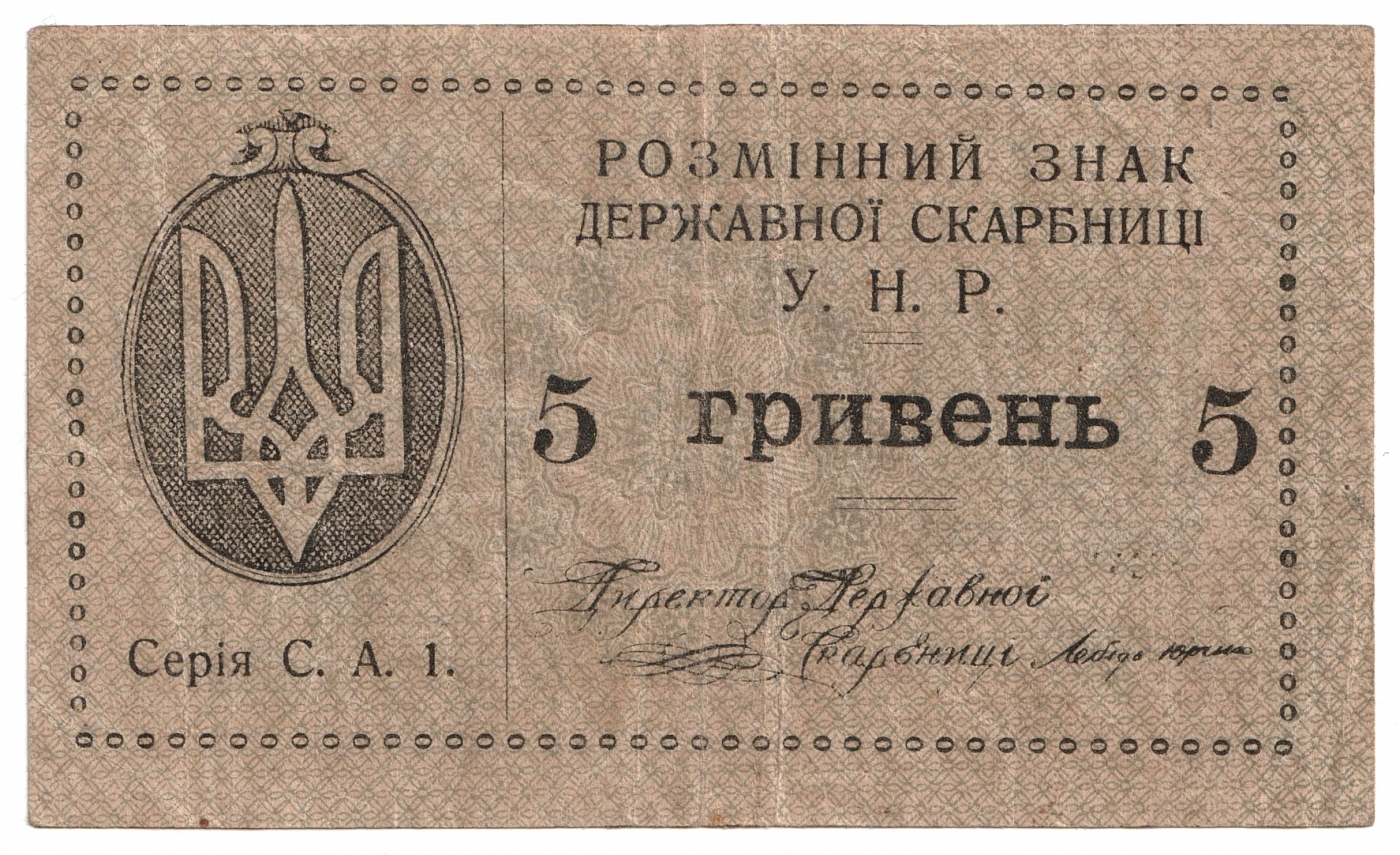 РОЗМІННИЙ ЗНАК
ДЕРЖАВНОЇ СКАРБНИЦІ
У. Н. Р.
5 гривень 5
Директор Державної
Скарбниці
Серія С. А. 1.